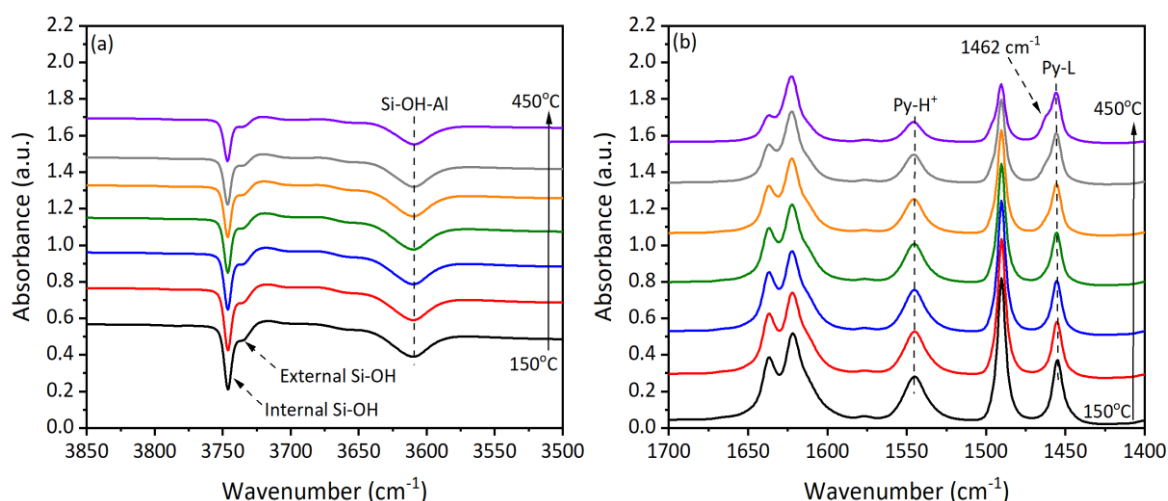 (a)
Si-OH-Al
450°C
150°C
External Si-OH
Internal Si-OH
Absorbance (a.u.)
2.2
2.0
1.8
1.6
1.4
1.2
1.0
0.8
0.6
0.4
0.2
0.0
3850 3800 3750 3700 3650 3600 3550 3500
Wavenumber (cm⁻¹)
(b)
1462 cm⁻¹
Py-L
Py-H⁺
450°C
150°C
Absorbance (a.u.)
2.2
2.0
1.8
1.6
1.4
1.2
1.0
0.8
0.6
0.4
0.2
0.0
1700 1650 1600 1550 1500 1450 1400
Wavenumber (cm⁻¹)